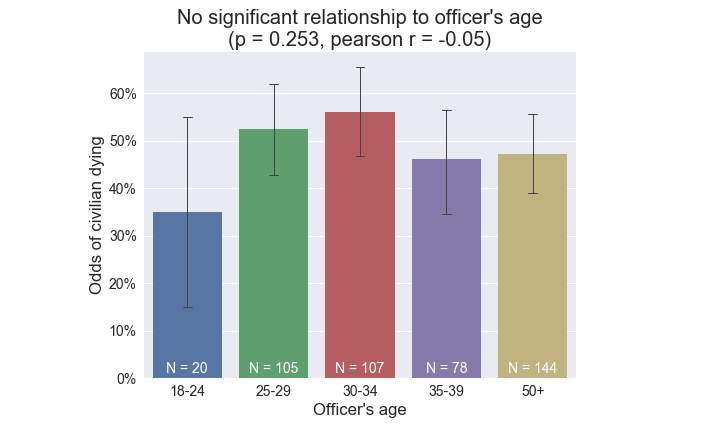 No significant relationship to officer's age
(p = 0.253, pearson r = -0.05)
Odds of civilian dying
60%
50%
40%
30%
20%
10%
0%
N = 20
N = 105
N = 107
N = 78
N = 144
18-24
25-29
30-34
35-39
50+
Officer's age